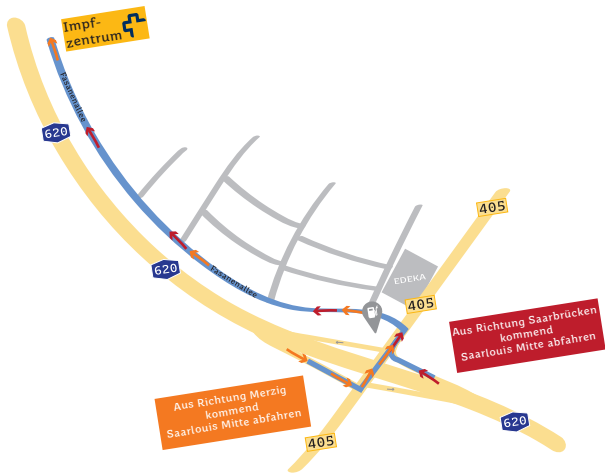 Impf-
zentrum
Fasanenallee
620
405
620
Fasanenallee
EDEKA
405
Aus Richtung Saarbrücken
kommend
Saarlouis Mitte abfahren
Aus Richtung Merzig
kommend
Saarlouis Mitte abfahren
620
405